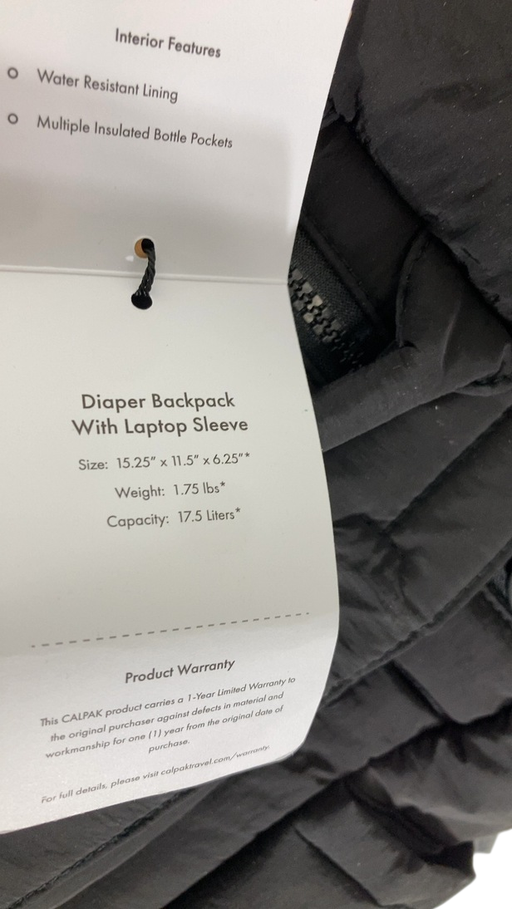 Interior Features
Water Resistant Lining
Multiple Insulated Bottle Pockets
Diaper Backpack
With Laptop Sleeve
Size: 15.25" x 11.5" x 6.25"*
Weight: 1.75 lbs*
Capacity: 17.5 Liters*
Product Warranty
This CALPAK product carries a 1-Year Limited Warranty to
the original purchaser against defects in material and
workmanship for one (1) year from the original date of
purchase.
For full details, please visit calpaktravel.com/warranty.